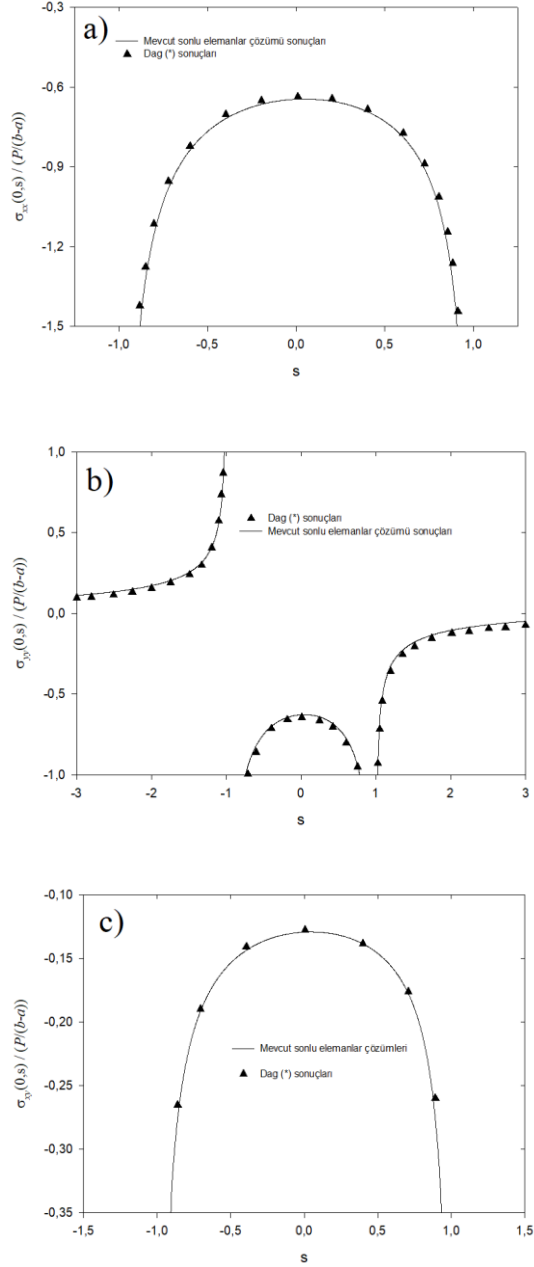 a)
Mevcut sonlu elemanlar çözümü sonuçları
Dag (*) sonuçları
-0,3
-0,6
-0,9
-1,2
-1,5
σxx(0,s) / (P/(b-a))
-1,0 -0,5 0,0 0,5 1,0
s
b)
Dag (*) sonuçları
Mevcut sonlu elemanlar çözümü sonuçları
1,0
0,5
0,0
-0,5
-1,0
σyy(0,s) / (P/(b-a))
-3 -2 -1 0 1 2 3
s
c)
Mevcut sonlu elemanlar çözümleri
Dag (*) sonuçları
-0,10
-0,15
-0,20
-0,25
-0,30
-0,35
σxy(0,s) / (P/(b-a))
-1,5 -1,0 -0,5 0,0 0,5 1,0 1,5
s